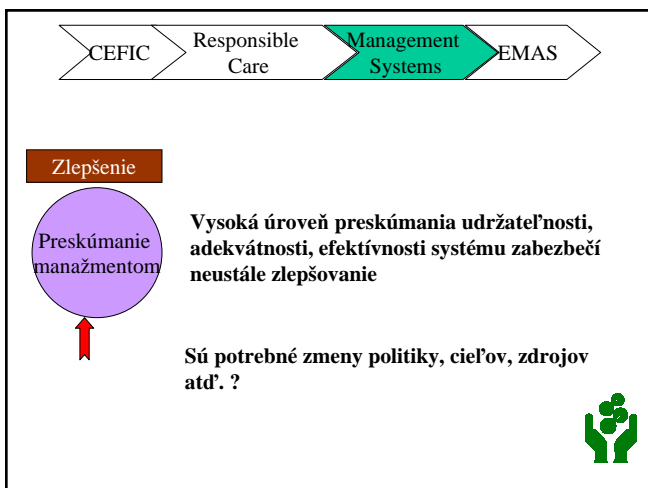 CEFIC
Responsible
Care
Management
Systems
EMAS
Zlepšenie
Preskúmanie
manažmentom
Vysoká úroveň preskúmania udržateľnosti,
adekvátnosti, efektívnosti systému zabezbečí
neustále zlepšovanie
Sú potrebné zmeny politiky, cieľov, zdrojov
atď. ?